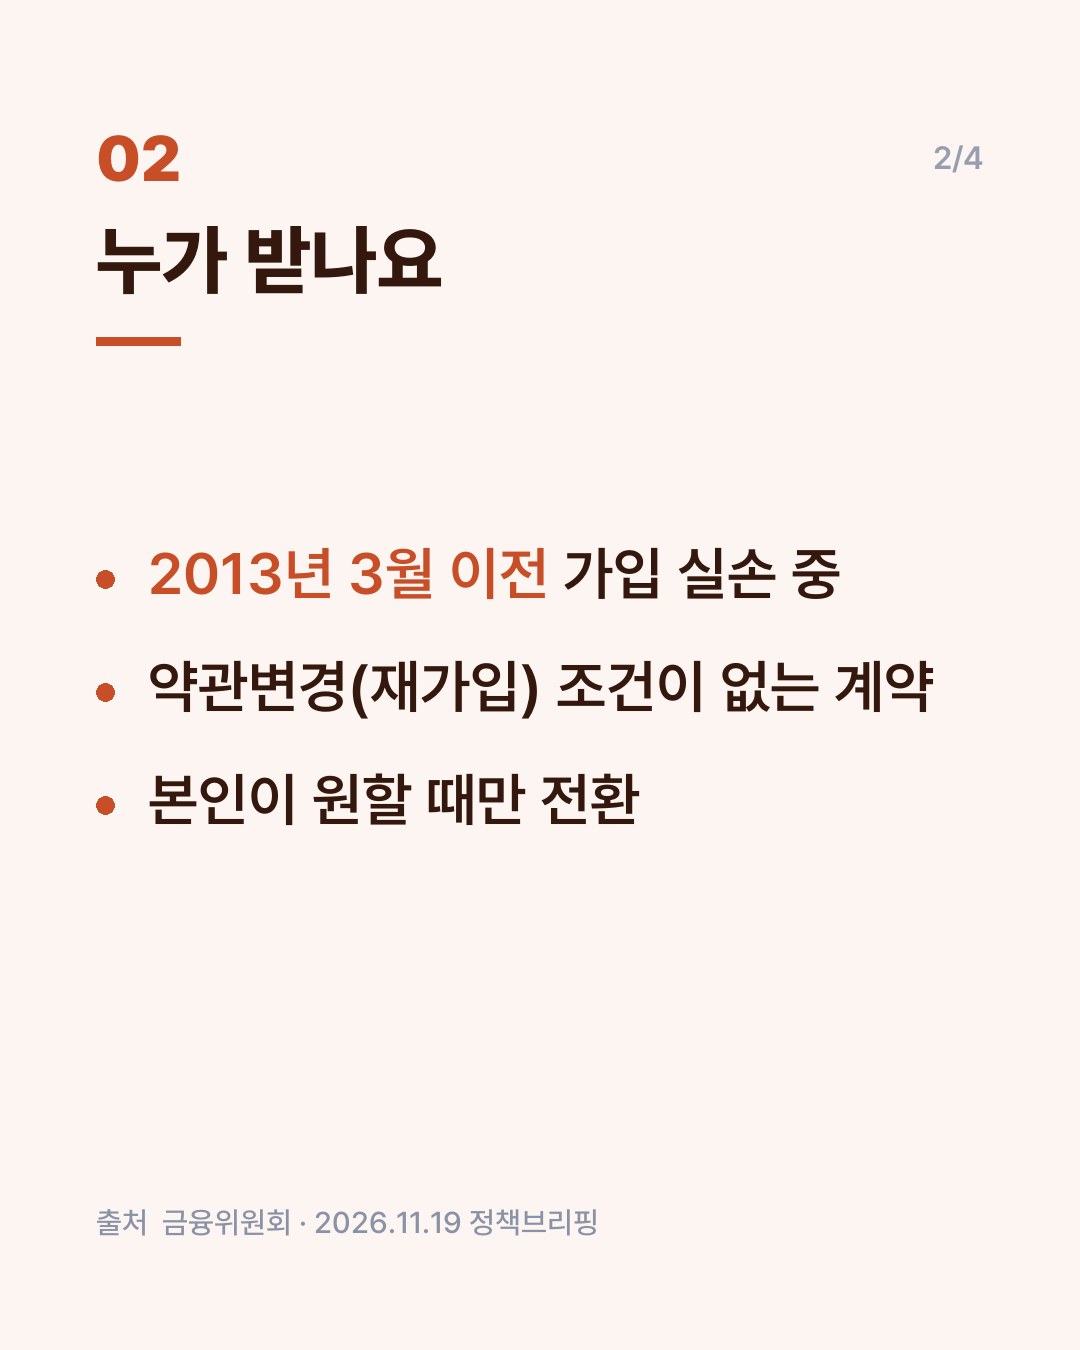 02
2/4
누가 받나요
2013년 3월 이전 가입 실손 중
약관변경(재가입) 조건이 없는 계약
본인이 원할 때만 전환
출처 금융위원회 · 2026.11.19 정책브리핑